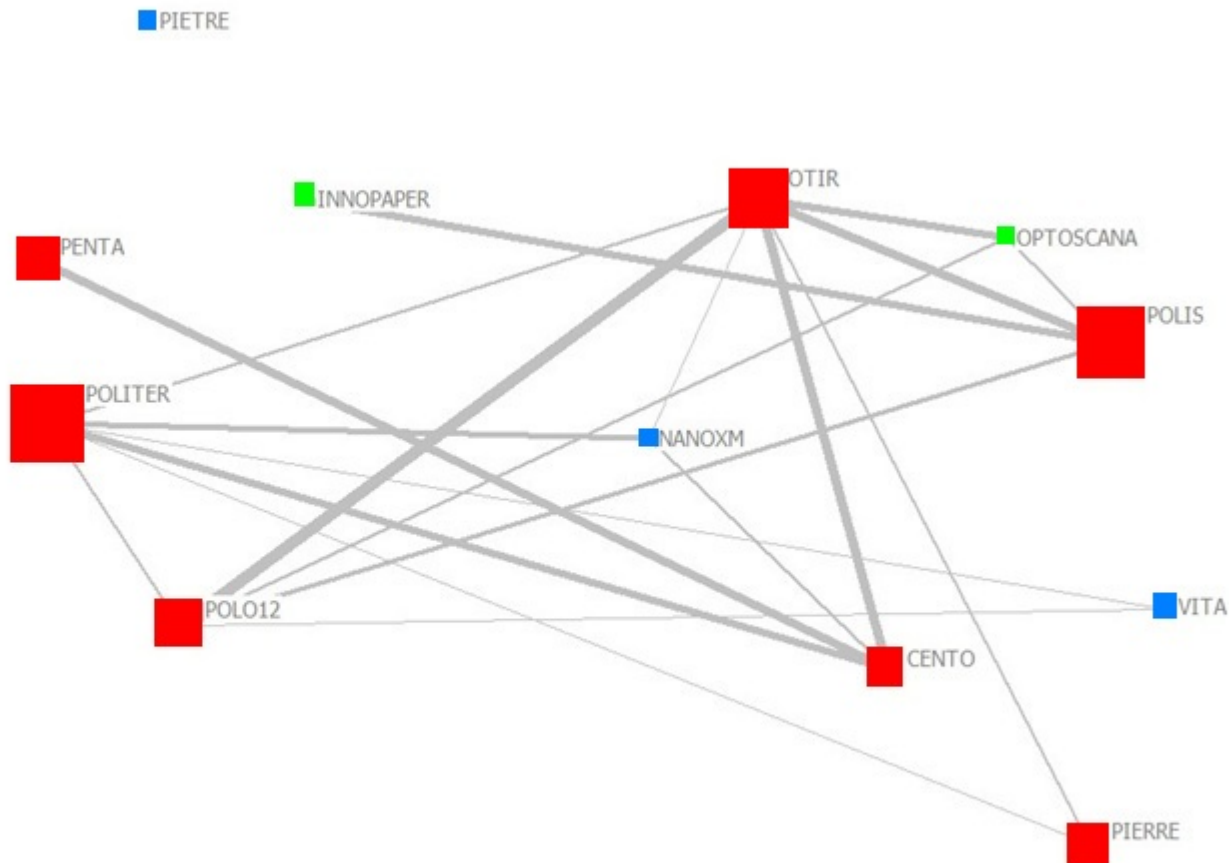 PIETRE
OTIR
INNOPAPER
OPTOSCANA
PENTA
POLIS
POLITER
NANOXM
POLO12
VITA
CENTO
PIERRE